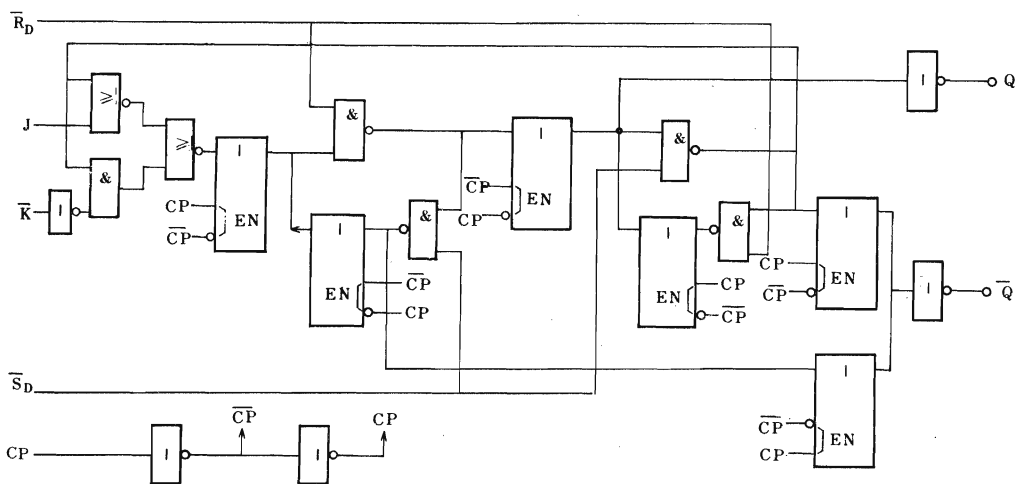 R̅D
J
K̅
S̅D
CP
≥1
≥
&
1
1
EN
CP
C̅P̅
&
1
EN
C̅P̅
CP
&
1
EN
C̅P̅
CP
&
1
EN
CP
C̅P̅
&
1
EN
CP
C̅P̅
1
EN
C̅P̅
CP
1
Q
1
Q̅
1
C̅P̅
1
CP